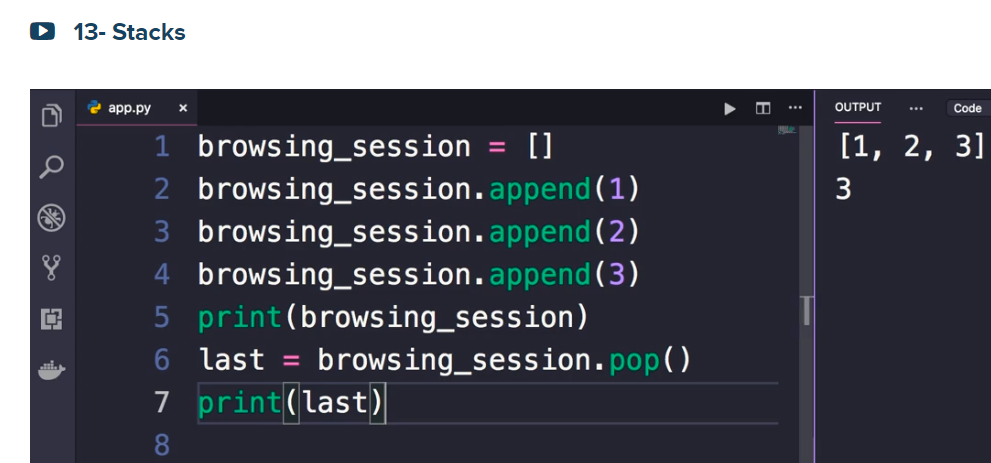 13- Stacks
app.py × ··· OUTPUT ··· Code
1 browsing_session = []
2 browsing_session.append(1)
3 browsing_session.append(2)
4 browsing_session.append(3)
5 print(browsing_session)
6 last = browsing_session.pop()
7 print(last)
8
[1, 2, 3]
3